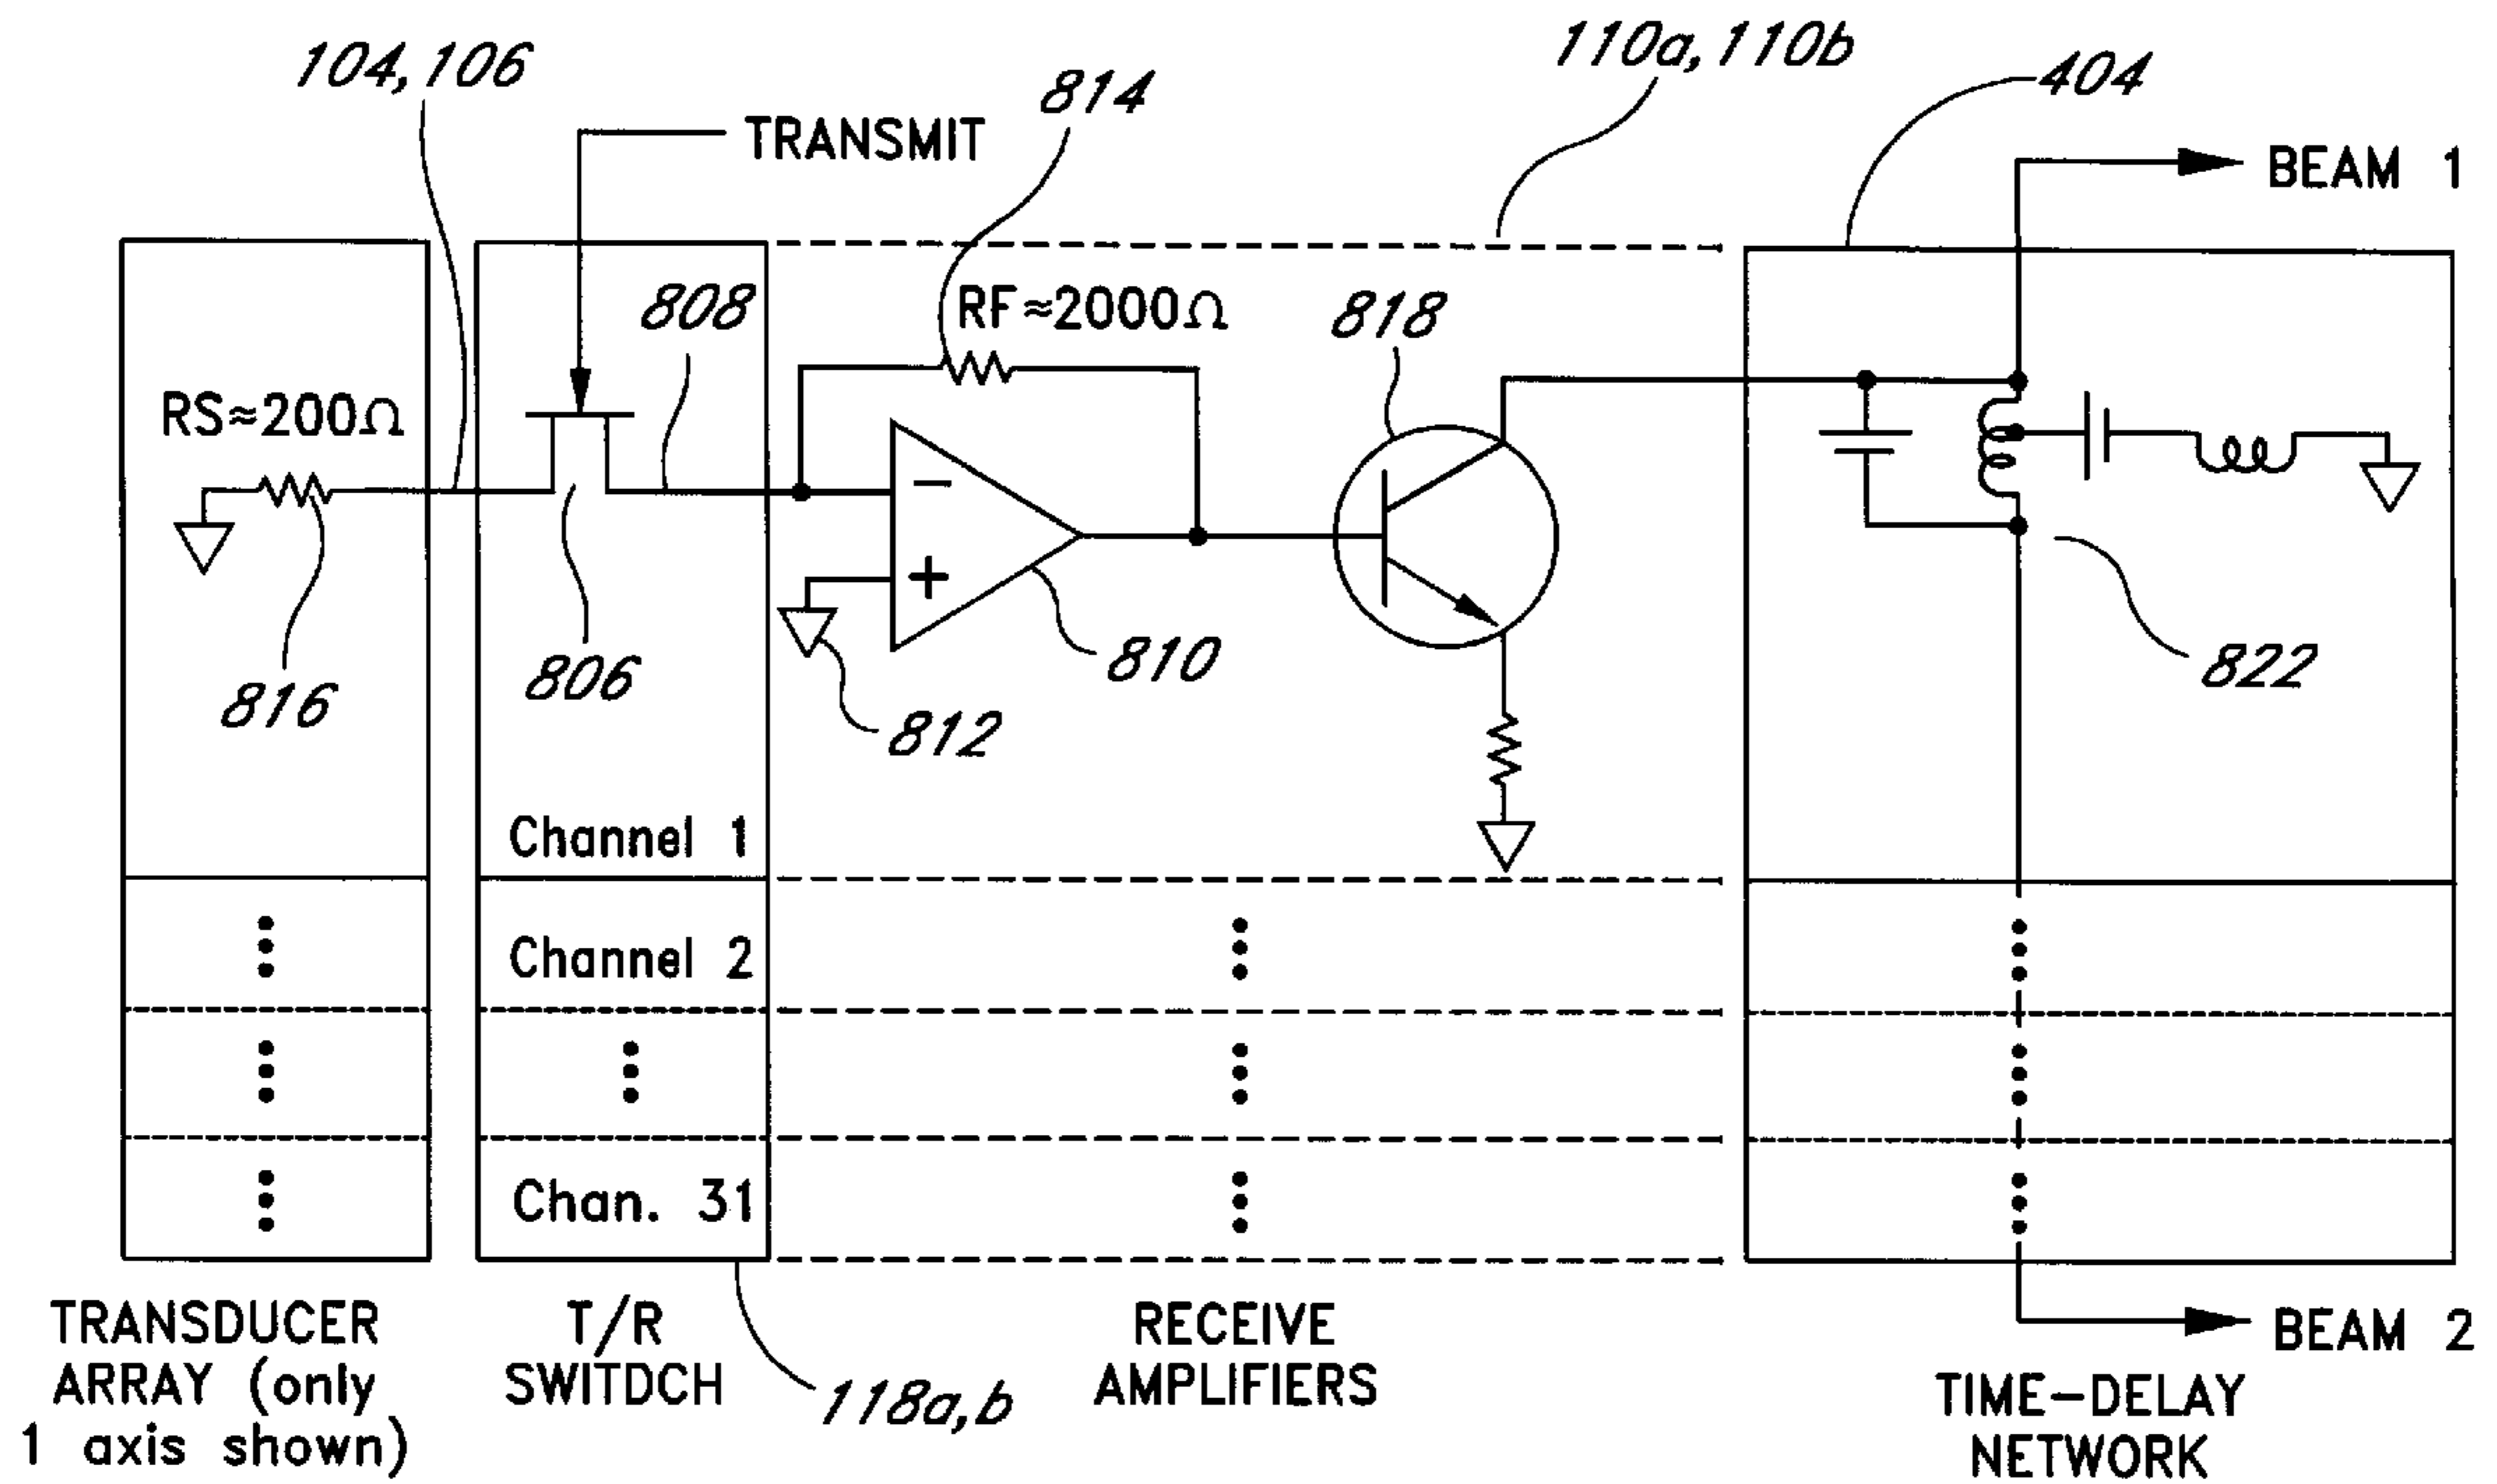 104, 106
814
110a, 110b
404
TRANSMIT
BEAM 1
808
RF≈2000Ω
818
RS≈200Ω
−
+
816
806
810
812
822
Channel 1
Channel 2
Chan. 31
TRANSDUCER
ARRAY (only
1 axis shown)
T/R
SWITDCH
118a,b
RECEIVE
AMPLIFIERS
BEAM 2
TIME-DELAY
NETWORK